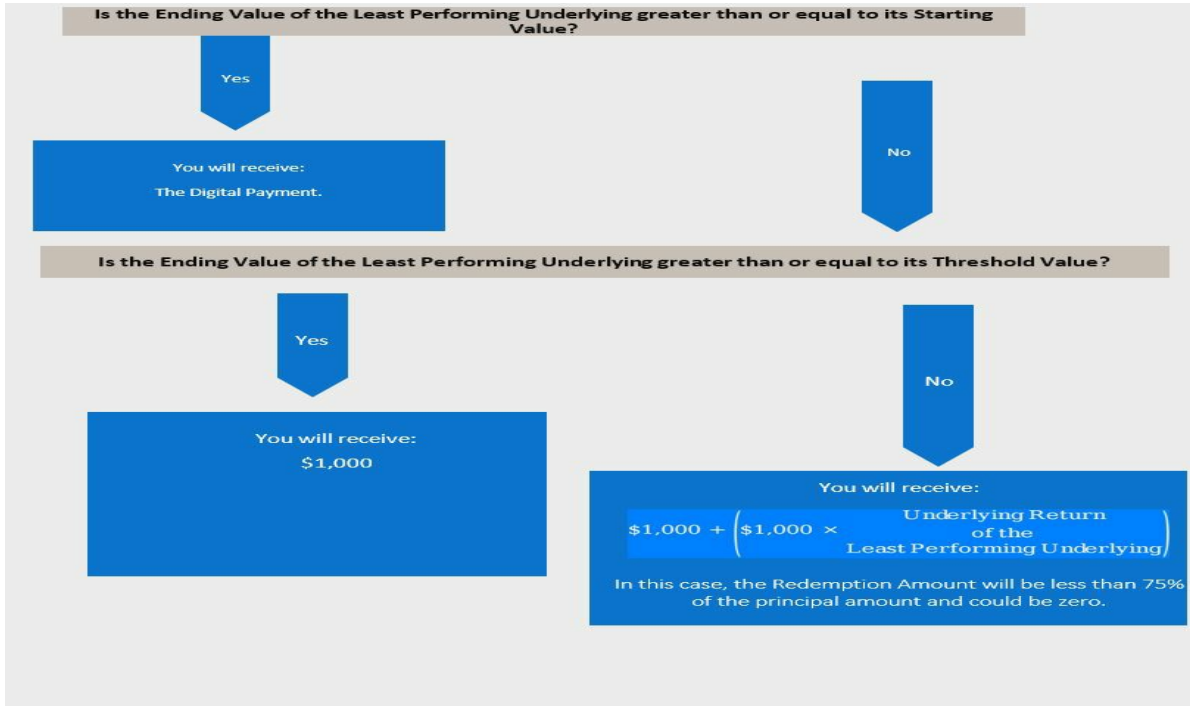 Is the Ending Value of the Least Performing Underlying greater than or equal to its Starting
Value?
Yes
No
You will receive:
The Digital Payment.
Is the Ending Value of the Least Performing Underlying greater than or equal to its Threshold Value?
Yes
No
You will receive:
$1,000
You will receive:
$1,000 + ($1,000 × Underlying Return
of the
Least Performing Underlying)
In this case, the Redemption Amount will be less than 75%
of the principal amount and could be zero.